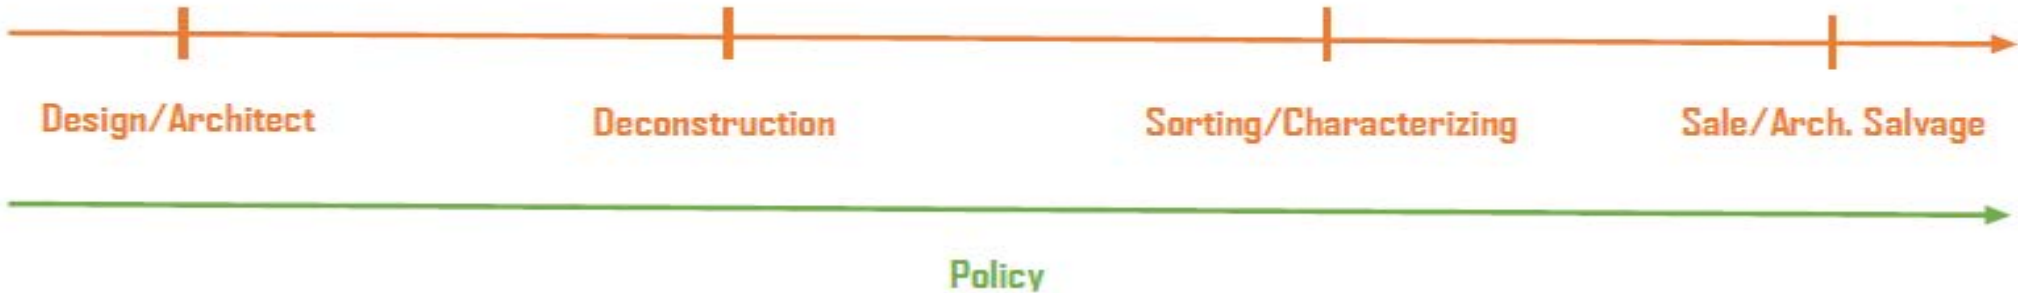 Design/Architect
Deconstruction
Sorting/Characterizing
Sale/Arch. Salvage
Policy